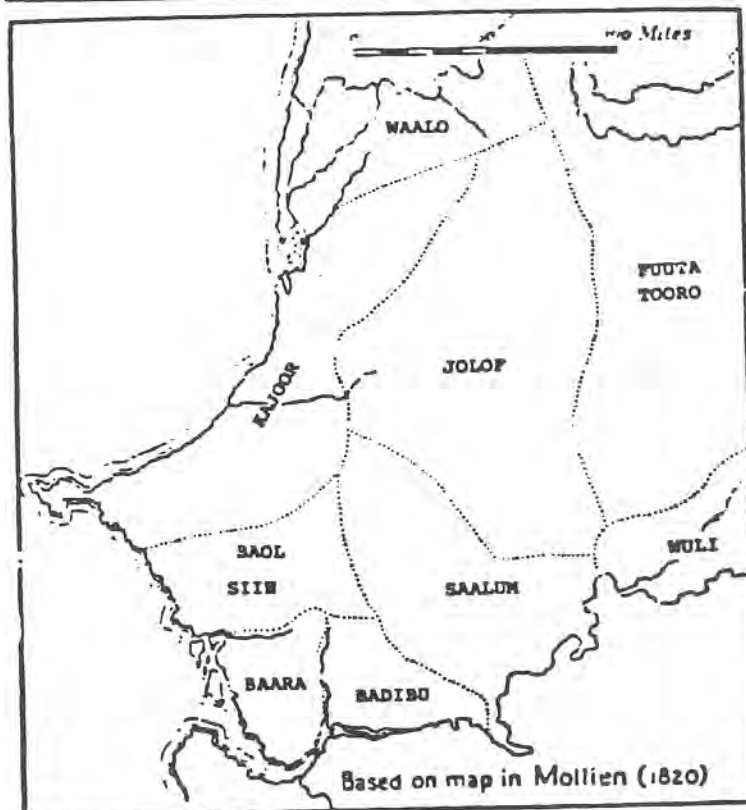 Miles
WAALO
FUUTA
TOORO
KAJOOR
JOLOF
BAOL
SIIN
SAALUM
WULI
BAARA
BADIBU
Based on map in Mollien (1820)